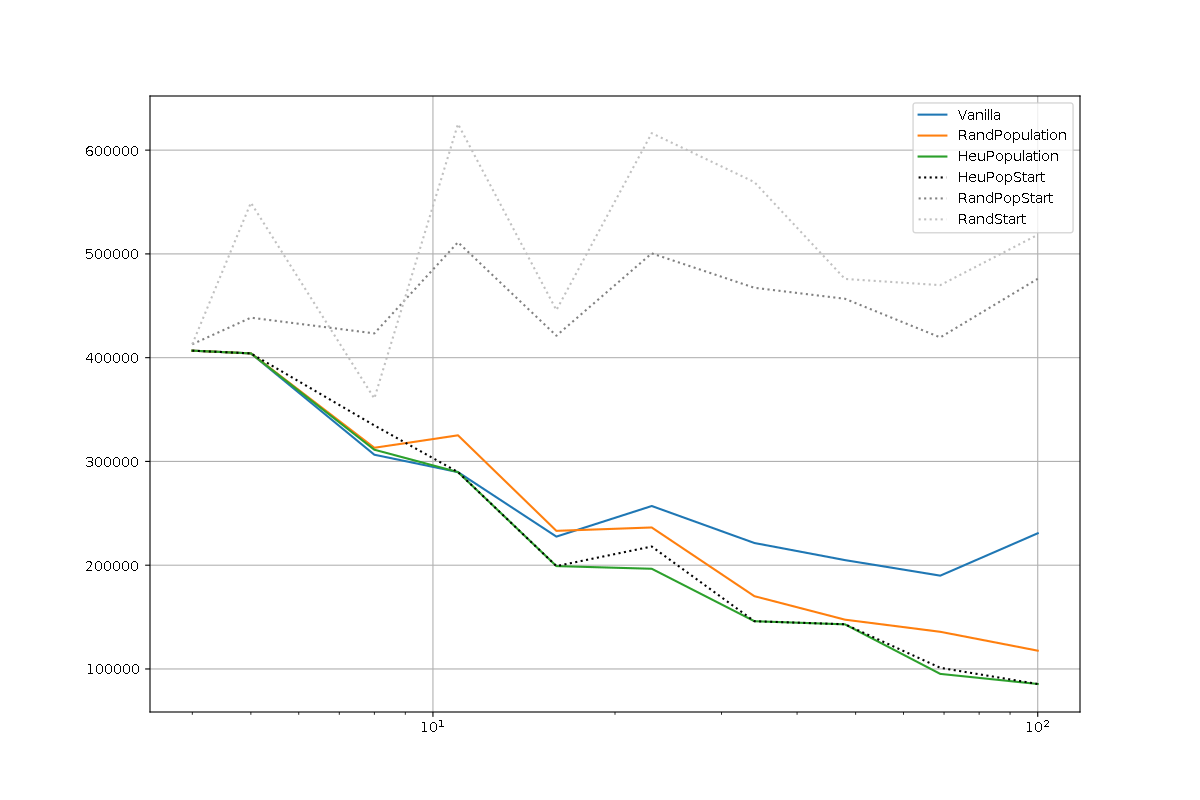 600000
500000
400000
300000
200000
100000
10¹
10²
Vanilla
RandPopulation
HeuPopulation
HeuPopStart
RandPopStart
RandStart